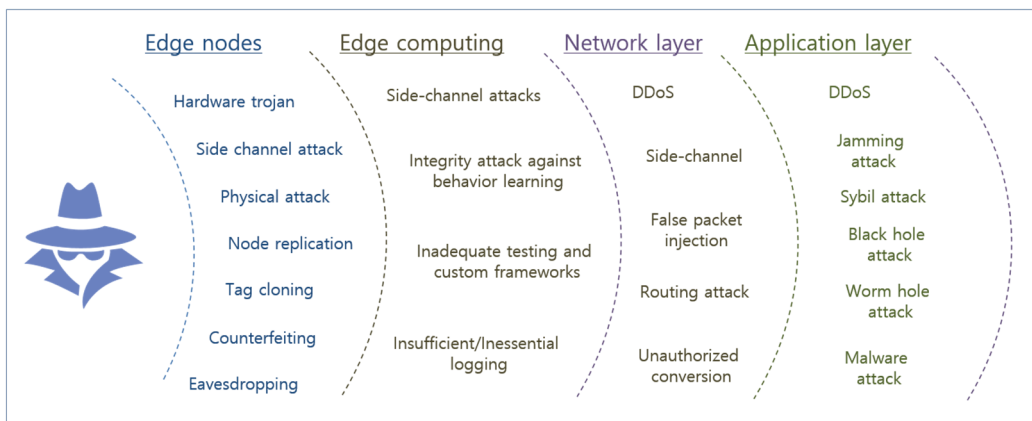 Edge nodes
Hardware trojan
Side channel attack
Physical attack
Node replication
Tag cloning
Counterfeiting
Eavesdropping
Edge computing
Side-channel attacks
Integrity attack against
behavior learning
Inadequate testing and
custom frameworks
Insufficient/Inessential
logging
Network layer
DDoS
Side-channel
False packet
injection
Routing attack
Unauthorized
conversion
Application layer
DDoS
Jamming
attack
Sybil attack
Black hole
attack
Worm hole
attack
Malware
attack